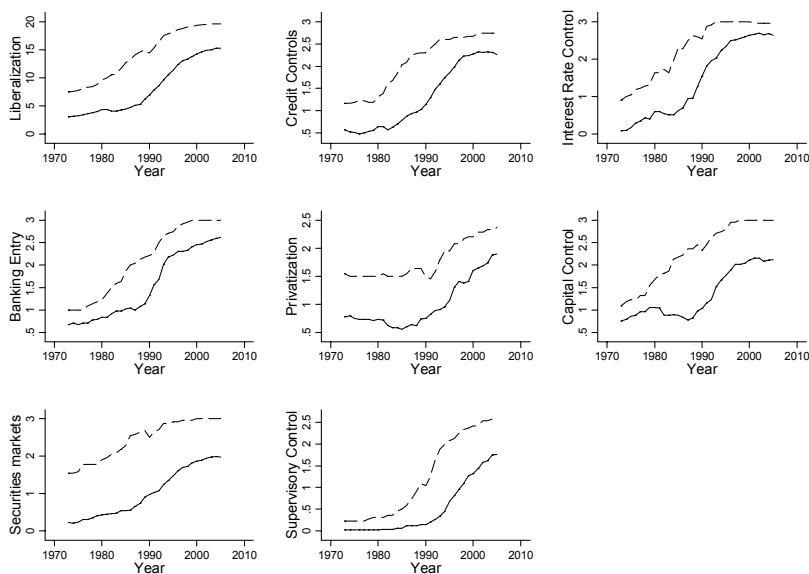 Liberalization
0 5 10 15 20
1970 1980 1990 2000 2010
Year
Credit Controls
.5 1 1.5 2 2.5 3
1970 1980 1990 2000 2010
Year
Interest Rate Control
0 1 2 3
1970 1980 1990 2000 2010
Year
Banking Entry
.5 1 1.5 2 2.5 3
1970 1980 1990 2000 2010
Year
Privatization
.5 1 1.5 2 2.5
1970 1980 1990 2000 2010
Year
Capital Control
.5 1 1.5 2 2.5 3
1970 1980 1990 2000 2010
Year
Securities markets
0 1 2 3
1970 1980 1990 2000 2010
Year
Supervisory Control
0 .5 1 1.5 2 2.5
1970 1980 1990 2000 2010
Year